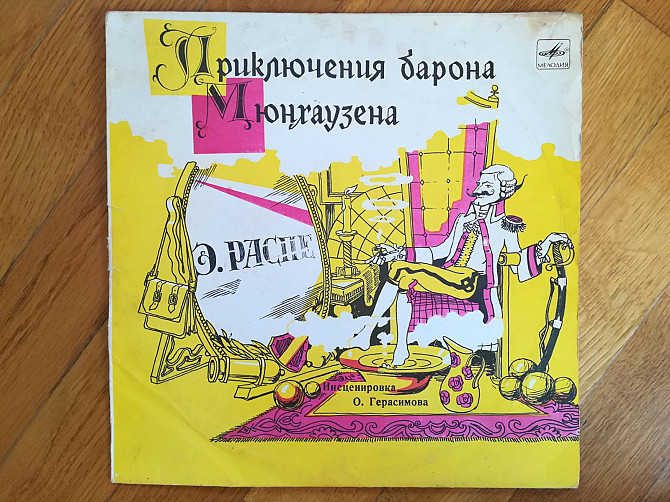 Приключения барона
Мюнхаузена
МЕЛОДИЯ
Э. РАСПЕ
Инсценировка
О. Герасимова